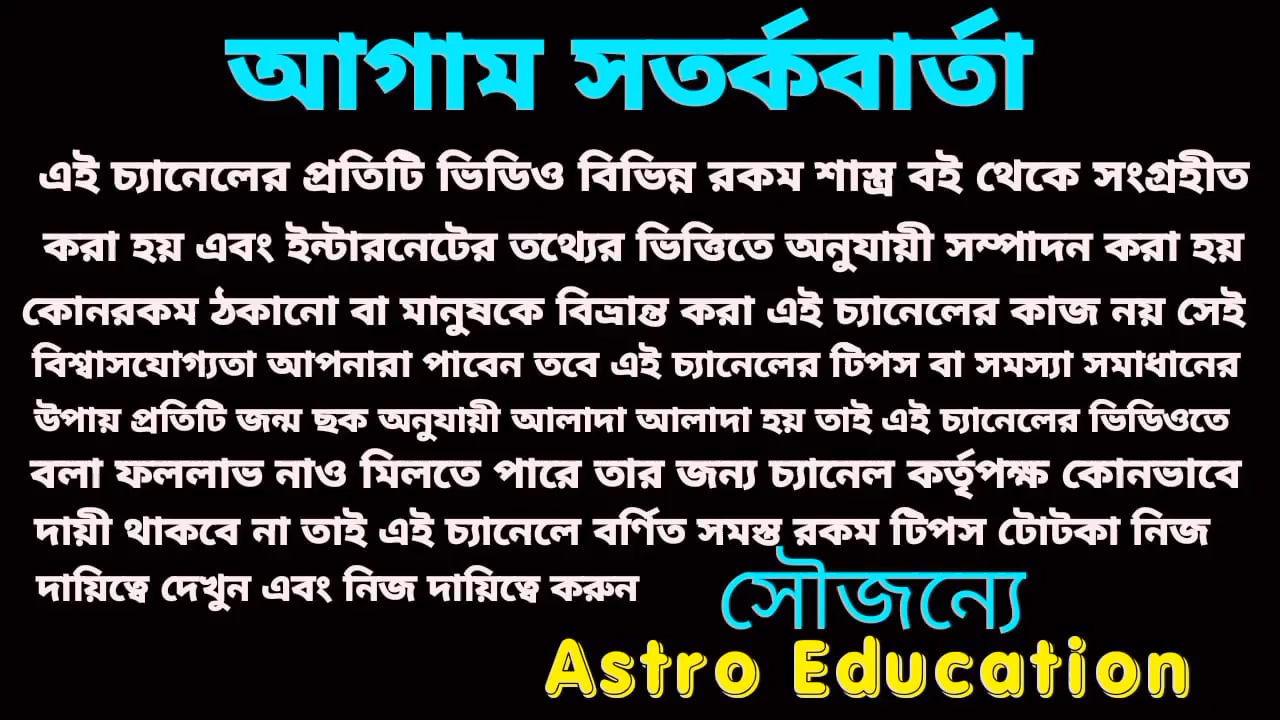 আগাম সতর্কবার্তা
এই চ্যানেলের প্রতিটি ভিডিও বিভিন্ন রকম শাস্ত্র বই থেকে সংগ্রহীত
করা হয় এবং ইন্টারনেটের তথ্যের ভিত্তিতে অনুযায়ী সম্পাদন করা হয়
কোনরকম ঠকানো বা মানুষকে বিভ্রান্ত করা এই চ্যানেলের কাজ নয় সেই
বিশ্বাসযোগ্যতা আপনারা পাবেন তবে এই চ্যানেলের টিপস বা সমস্যা সমাধানের
উপায় প্রতিটি জন্ম ছক অনুযায়ী আলাদা আলাদা হয় তাই এই চ্যানেলের ভিডিওতে
বলা ফললাভ নাও মিলতে পারে তার জন্য চ্যানেল কর্তৃপক্ষ কোনভাবে
দায়ী থাকবে না তাই এই চ্যানেলে বর্ণিত সমস্ত রকম টিপস টোটকা নিজ
দায়িত্বে দেখুন এবং নিজ দায়িত্বে করুন
সৌজন্যে
Astro Education